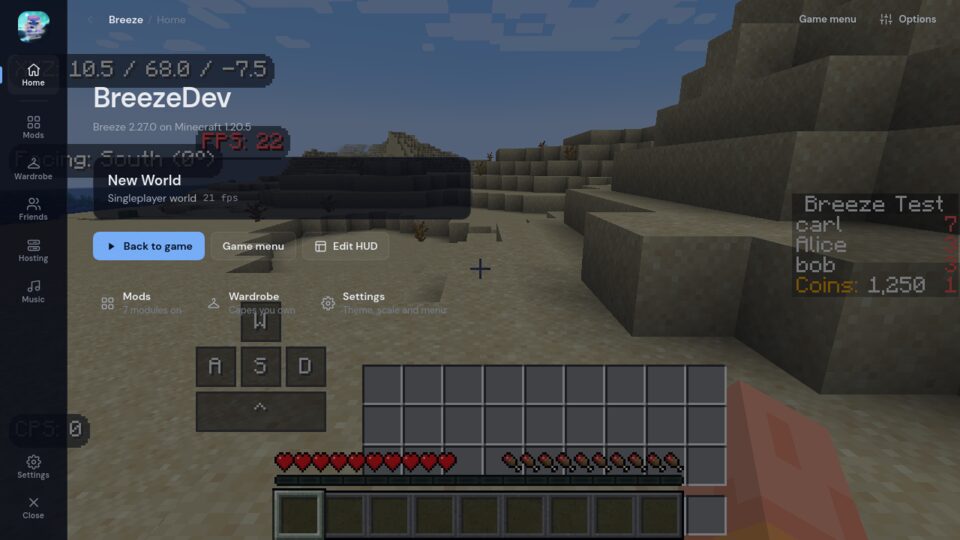 Breeze / Home
Game menu
Options
Home
XYZ: 10.5 / 68.0 / -7.5
BreezeDev
Breeze 2.27.0 on Minecraft 1.20.5
FPS: 22
Mods
Facing: South (0°)
Wardrobe
New World
Singleplayer world 21 fps
Friends
Breeze Test
carl 7
Alice
bob 3
Coins: 1,250 1
Hosting
Back to game
Game menu
Edit HUD
Music
Mods
7 modules on
Wardrobe
Capes you own
Settings
Theme, scale and menu
W
A S D
^
CPS: 0
Settings
Close